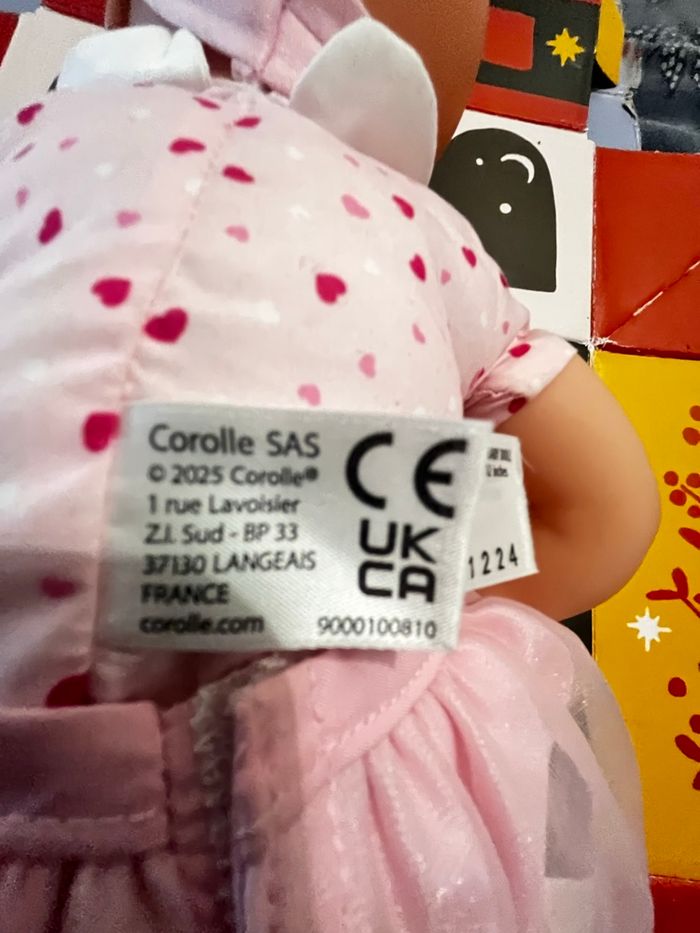 Corolle SAS
© 2025 Corolle®
1 rue Lavoisier
Z.I. Sud - BP 33
37130 LANGEAIS
FRANCE
corolle.com
CE
UK
CA
9000100810
1224